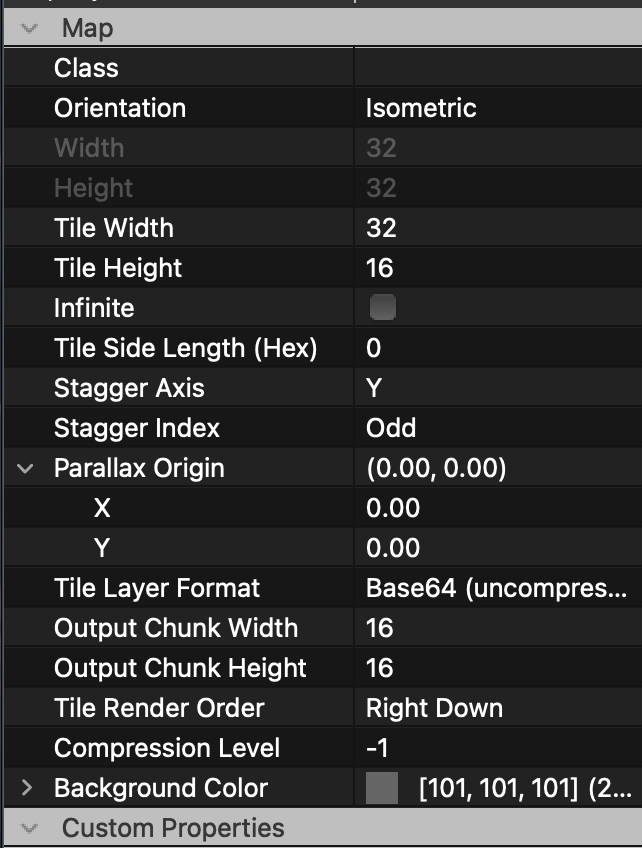 Map
Class
Orientation Isometric
Width 32
Height 32
Tile Width 32
Tile Height 16
Infinite
Tile Side Length (Hex) 0
Stagger Axis Y
Stagger Index Odd
Parallax Origin (0.00, 0.00)
X 0.00
Y 0.00
Tile Layer Format Base64 (uncompres...
Output Chunk Width 16
Output Chunk Height 16
Tile Render Order Right Down
Compression Level -1
Background Color [101, 101, 101] (2...
Custom Properties